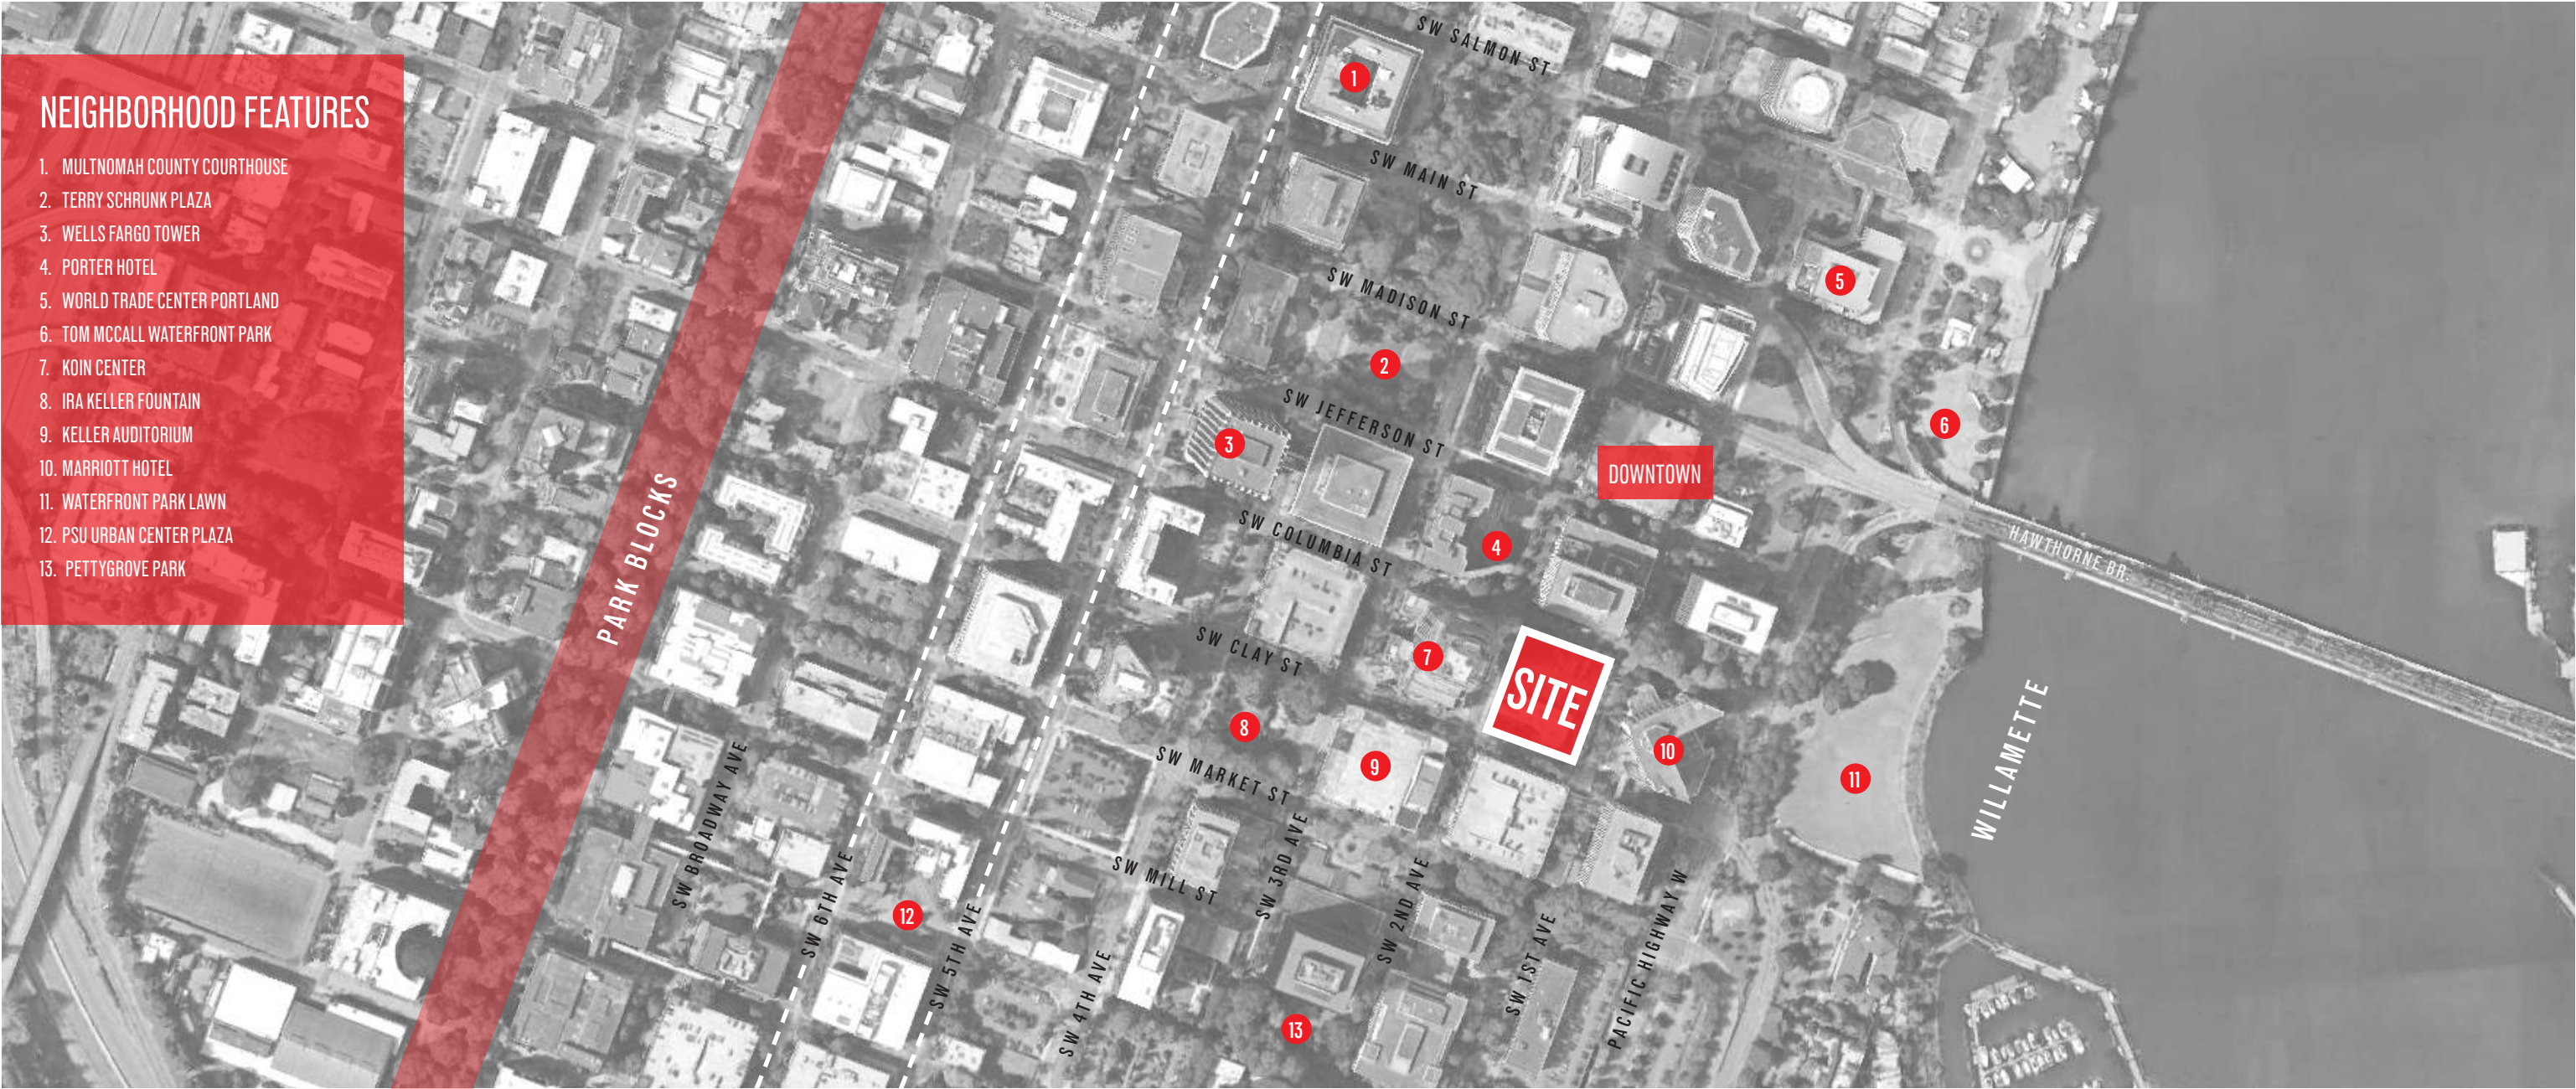 NEIGHBORHOOD FEATURES
1. MULTNOMAH COUNTY COURTHOUSE
2. TERRY SCHRUNK PLAZA
3. WELLS FARGO TOWER
4. PORTER HOTEL
5. WORLD TRADE CENTER PORTLAND
6. TOM MCCALL WATERFRONT PARK
7. KOIN CENTER
8. IRA KELLER FOUNTAIN
9. KELLER AUDITORIUM
10. MARRIOTT HOTEL
11. WATERFRONT PARK LAWN
12. PSU URBAN CENTER PLAZA
13. PETTYGROVE PARK
SW SALMON ST
1
SW MAIN ST
SW MADISON ST
5
2
SW JEFFERSON ST
3
6
DOWNTOWN
SW COLUMBIA ST
4
HAWTHORNE BR.
PARK BLOCKS
SW CLAY ST
7
SITE
8
SW MARKET ST
9
10
11
WILLAMETTE
SW BROADWAY AVE
SW 6TH AVE
12
SW 5TH AVE
SW MILL ST
SW 4TH AVE
SW 3RD AVE
SW 2ND AVE
SW 1ST AVE
PACIFIC HIGHWAY W
13